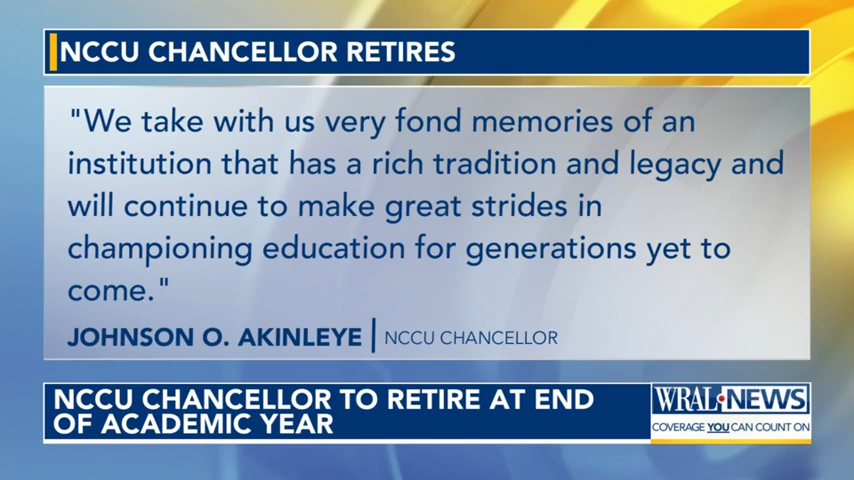 NCCU CHANCELLOR RETIRES
"We take with us very fond memories of an
institution that has a rich tradition and legacy and
will continue to make great strides in
championing education for generations yet to
come."
JOHNSON O. AKINLEYE | NCCU CHANCELLOR
NCCU CHANCELLOR TO RETIRE AT END
OF ACADEMIC YEAR
WRAL NEWS
COVERAGE YOU CAN COUNT ON